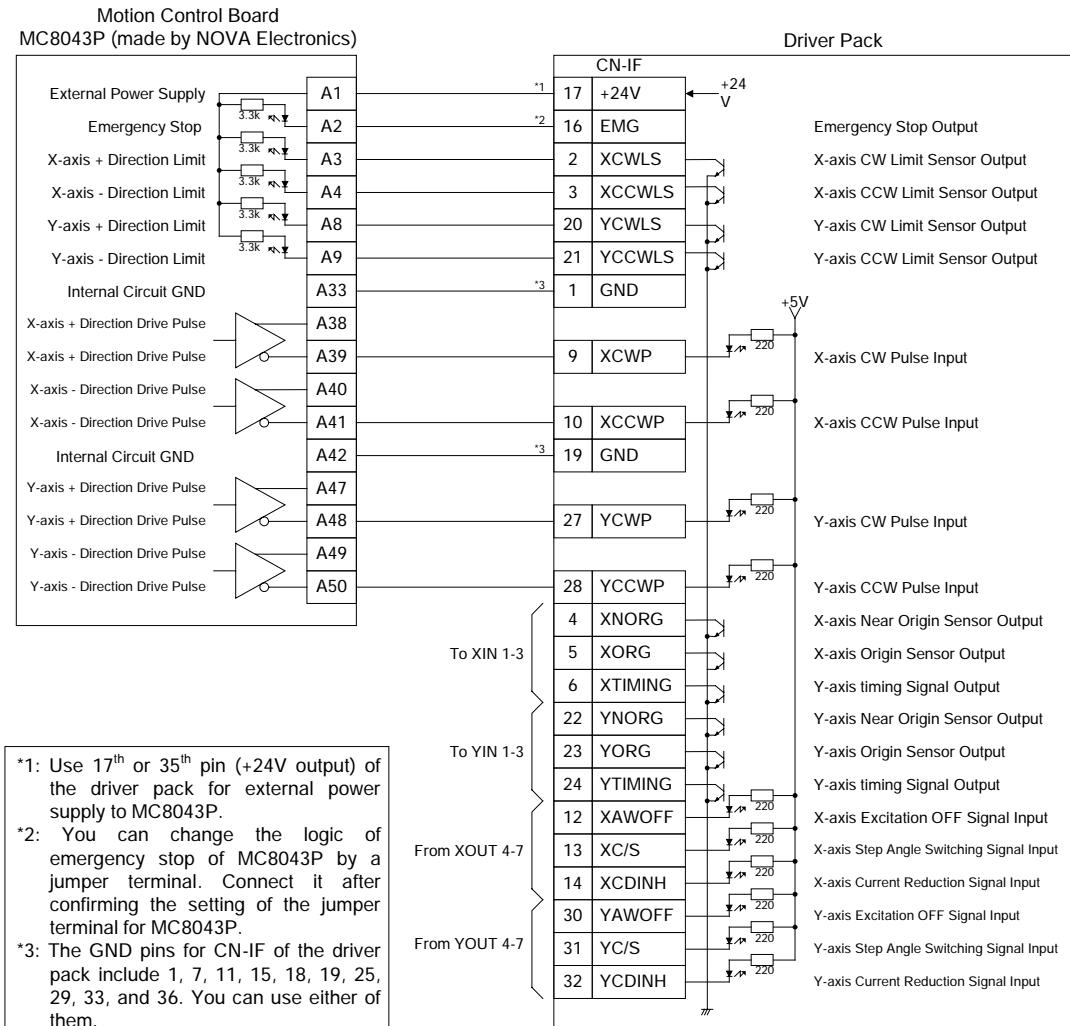 Motion Control Board
MC8043P (made by NOVA Electronics)
Driver Pack
CN-IF
External Power Supply A1 *1 17 +24V +24
V
3.3k
Emergency Stop A2 *2 16 EMG Emergency Stop Output
3.3k
X-axis + Direction Limit A3 2 XCWLS X-axis CW Limit Sensor Output
3.3k
X-axis - Direction Limit A4 3 XCCWLS X-axis CCW Limit Sensor Output
3.3k
Y-axis + Direction Limit A8 20 YCWLS Y-axis CW Limit Sensor Output
3.3k
Y-axis - Direction Limit A9 21 YCCWLS Y-axis CCW Limit Sensor Output
Internal Circuit GND A33 *3 1 GND
+5V
X-axis + Direction Drive Pulse A38
220
X-axis + Direction Drive Pulse A39 9 XCWP X-axis CW Pulse Input
X-axis - Direction Drive Pulse A40
220
X-axis - Direction Drive Pulse A41 10 XCCWP X-axis CCW Pulse Input
Internal Circuit GND A42 *3 19 GND
Y-axis + Direction Drive Pulse A47
220
Y-axis + Direction Drive Pulse A48 27 YCWP Y-axis CW Pulse Input
Y-axis - Direction Drive Pulse A49
220
Y-axis - Direction Drive Pulse A50 28 YCCWP Y-axis CCW Pulse Input
4 XNORG X-axis Near Origin Sensor Output
To XIN 1-3 5 XORG X-axis Origin Sensor Output
6 XTIMING Y-axis timing Signal Output
22 YNORG Y-axis Near Origin Sensor Output
To YIN 1-3 23 YORG Y-axis Origin Sensor Output
24 YTIMING Y-axis timing Signal Output
220
12 XAWOFF X-axis Excitation OFF Signal Input
220
From XOUT 4-7 13 XC/S X-axis Step Angle Switching Signal Input
220
14 XCDINH X-axis Current Reduction Signal Input
220
30 YAWOFF Y-axis Excitation OFF Signal Input
220
From YOUT 4-7 31 YC/S Y-axis Step Angle Switching Signal Input
220
32 YCDINH Y-axis Current Reduction Signal Input
*1: Use 17th or 35th pin (+24V output) of
the driver pack for external power
supply to MC8043P.
*2: You can change the logic of
emergency stop of MC8043P by a
jumper terminal. Connect it after
confirming the setting of the jumper
terminal for MC8043P.
*3: The GND pins for CN-IF of the driver
pack include 1, 7, 11, 15, 18, 19, 25,
29, 33, and 36. You can use either of
them.